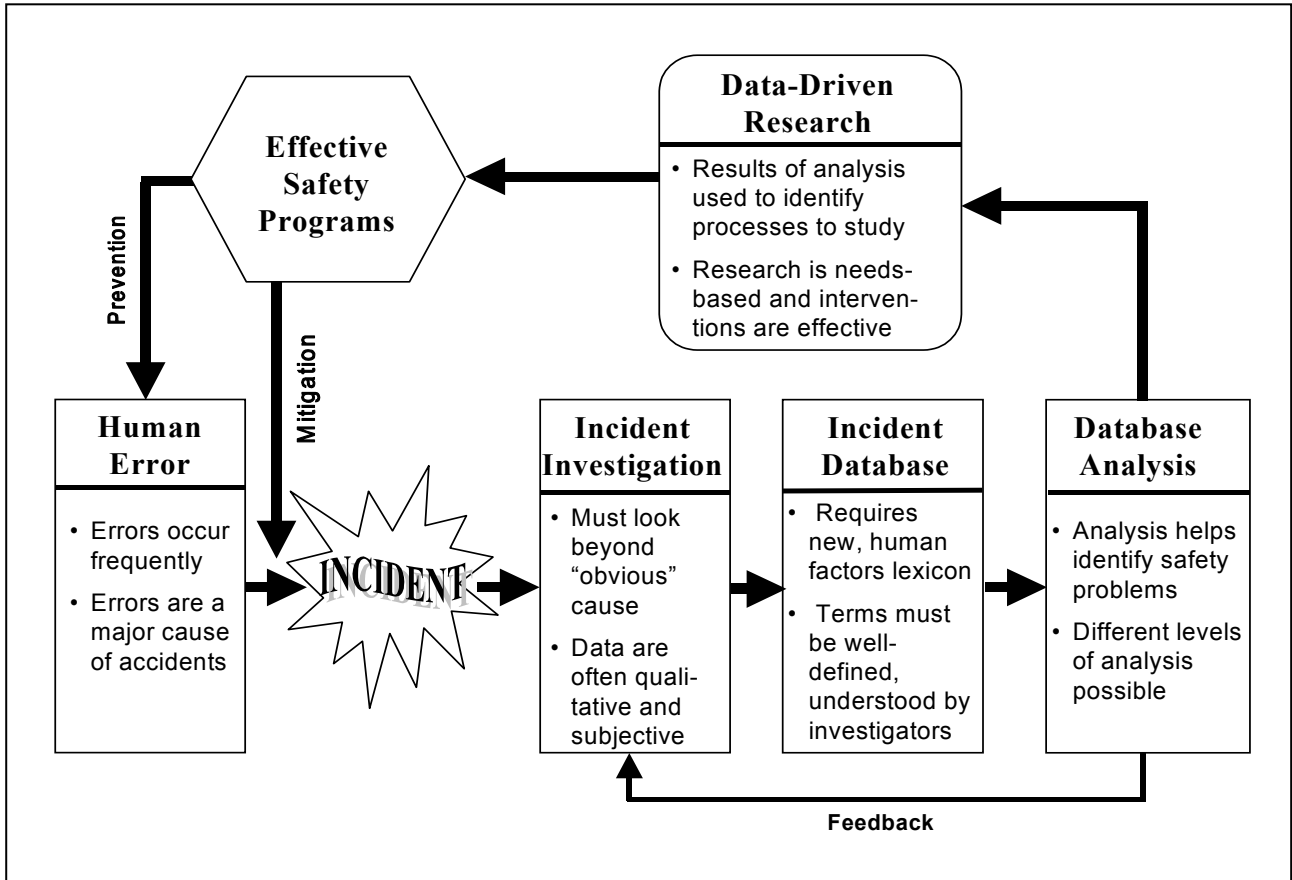 Effective
Safety
Programs
Data-Driven
Research
• Results of analysis
used to identify
processes to study
• Research is needs-
based and interven-
tions are effective
Prevention
Mitigation
Human
Error
• Errors occur
frequently
• Errors are a
major cause
of accidents
INCIDENT
Incident
Investigation
• Must look
beyond
“obvious”
cause
• Data are
often quali-
tative and
subjective
Incident
Database
• Requires
new, human
factors lexicon
• Terms must
be well-
defined,
understood by
investigators
Database
Analysis
• Analysis helps
identify safety
problems
• Different levels
of analysis
possible
Feedback